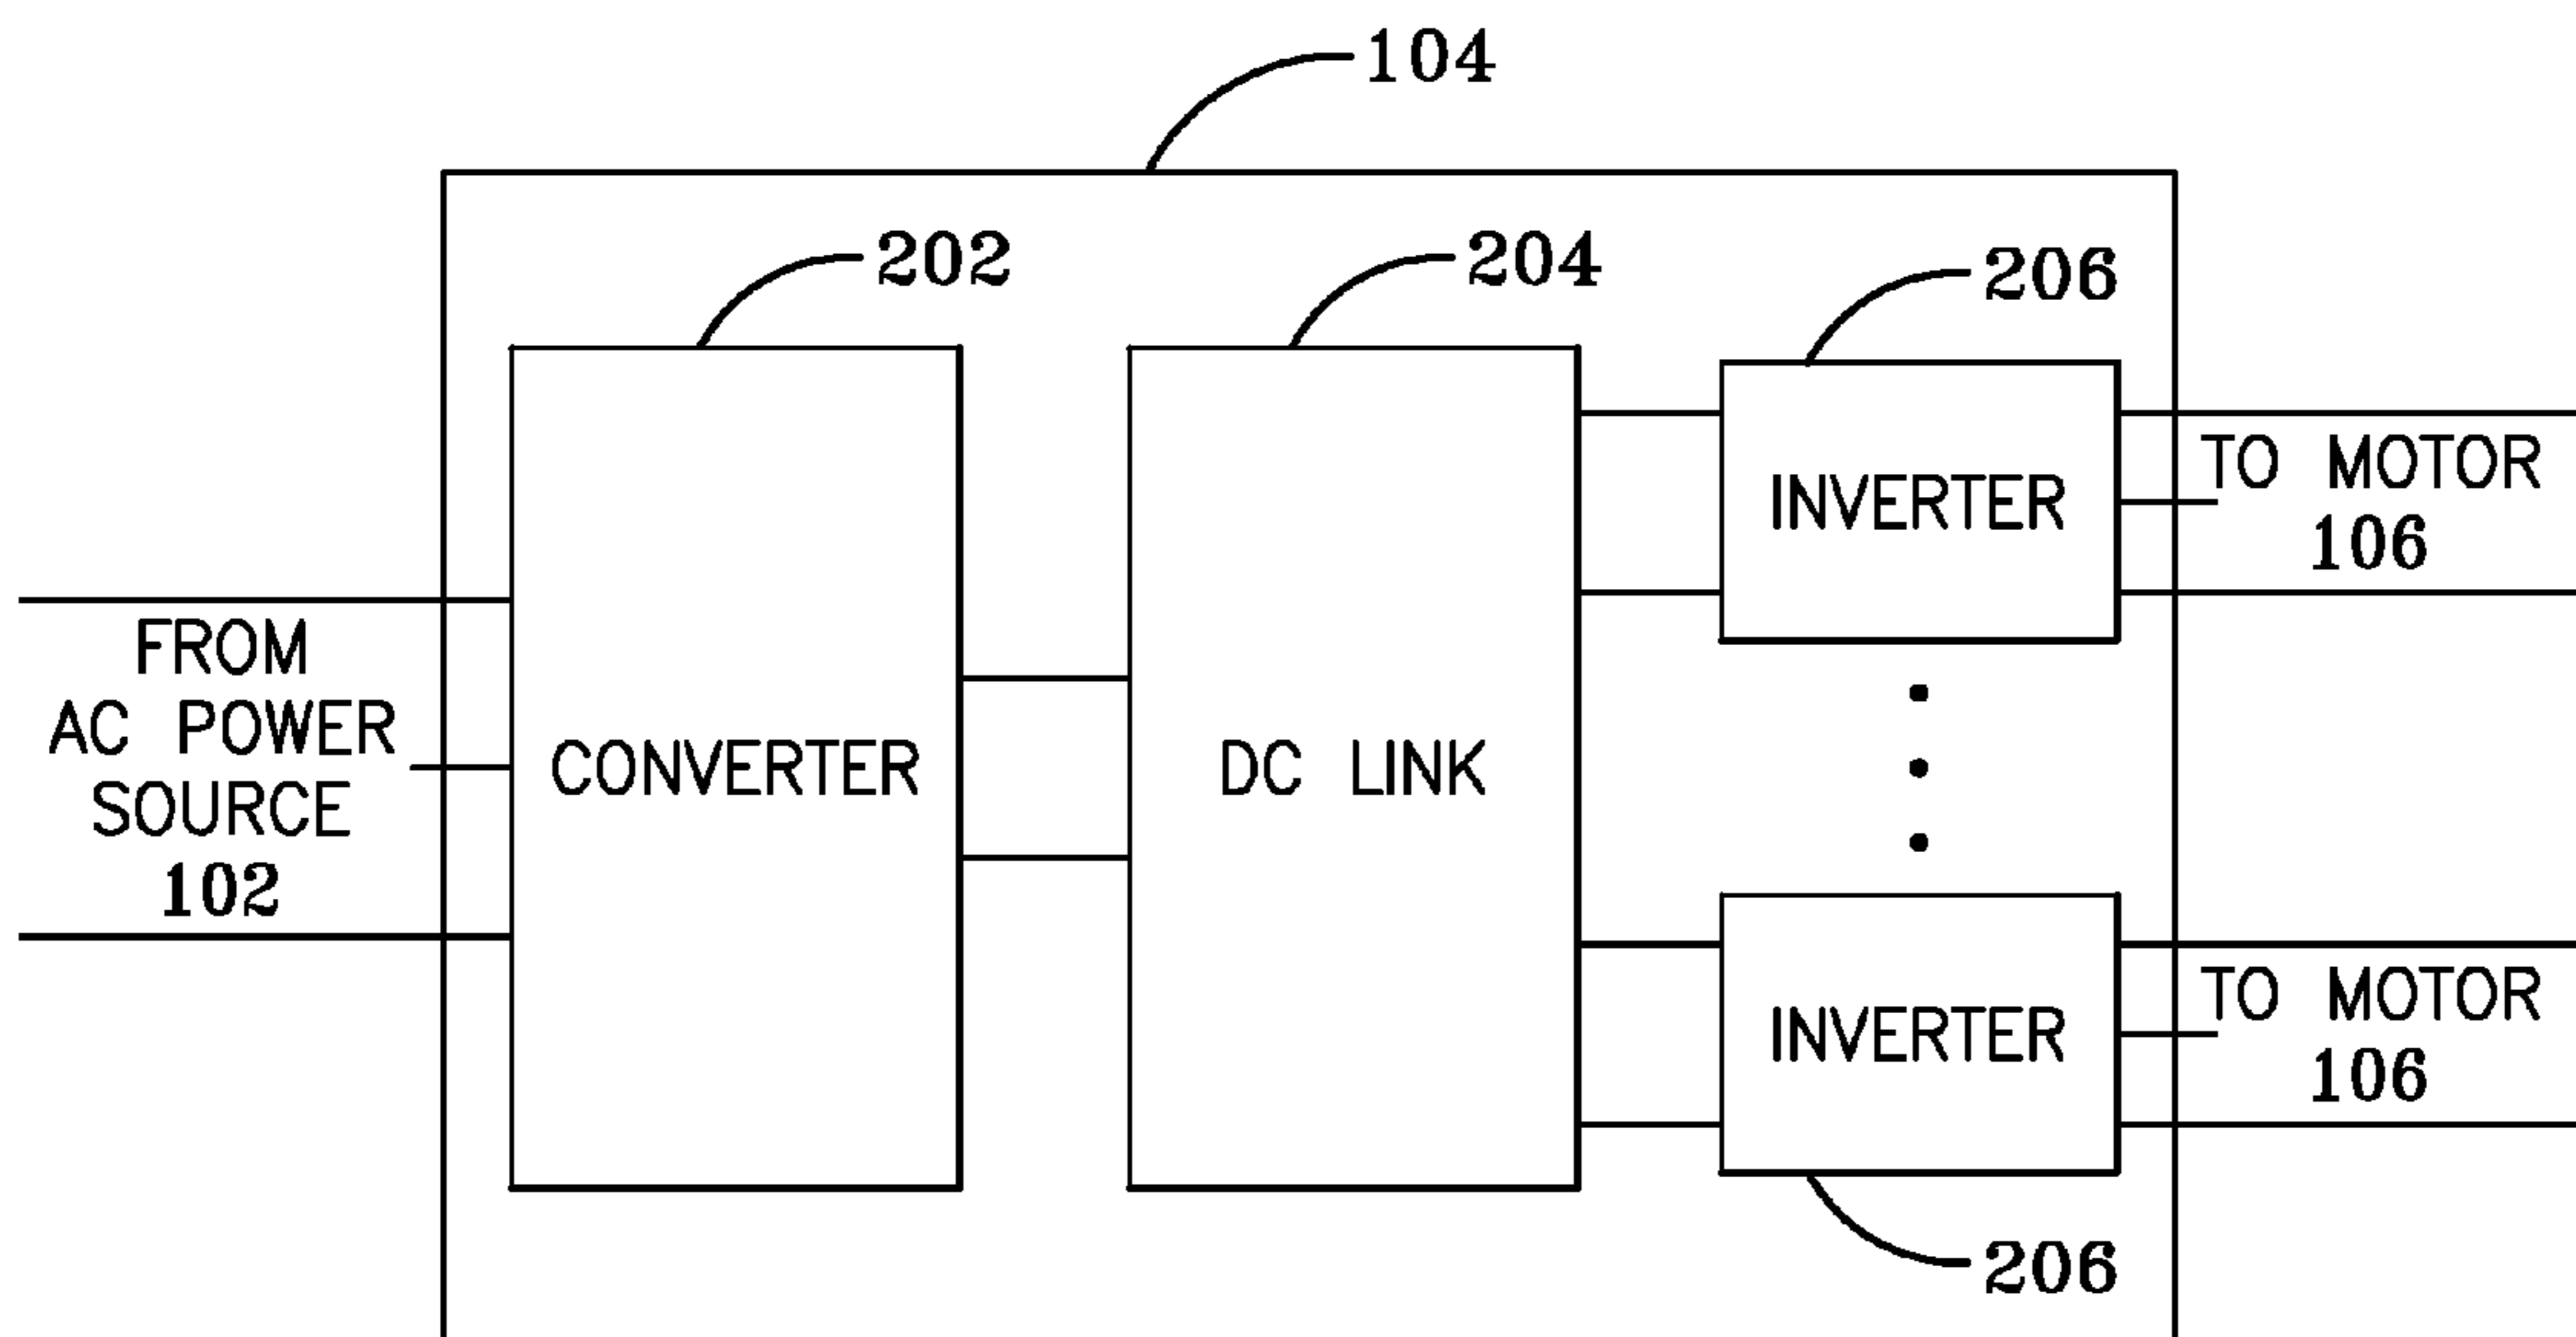 104
202
204
206
INVERTER
TO MOTOR
106
FROM
AC POWER
SOURCE
102
CONVERTER
DC LINK
INVERTER
TO MOTOR
106
206